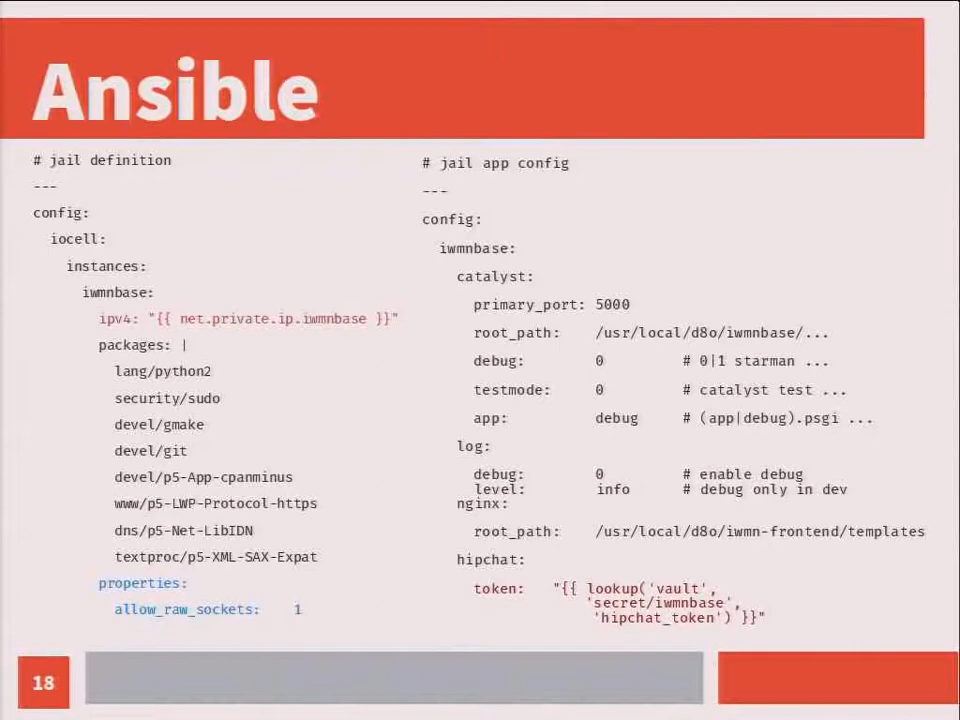 Ansible
# jail definition
---
config:
iocell:
instances:
iwmnbase:
ipv4: "{{ net.private.ip.iwmnbase }}"
packages: |
lang/python2
security/sudo
devel/gmake
devel/git
devel/p5-App-cpanminus
www/p5-LWP-Protocol-https
dns/p5-Net-LibIDN
textproc/p5-XML-SAX-Expat
properties:
allow_raw_sockets: 1
# jail app config
---
config:
iwmnbase:
catalyst:
primary_port: 5000
root_path: /usr/local/d8o/iwmnbase/...
debug: 0 # 0|1 starman ...
testmode: 0 # catalyst test ...
app: debug # (app|debug).psgi ...
log:
debug: 0 # enable debug
level: info # debug only in dev
nginx:
root_path: /usr/local/d8o/iwmn-frontend/templates
hipchat:
token: "{{ lookup('vault',
'secret/iwmnbase',
'hipchat_token') }}"
18